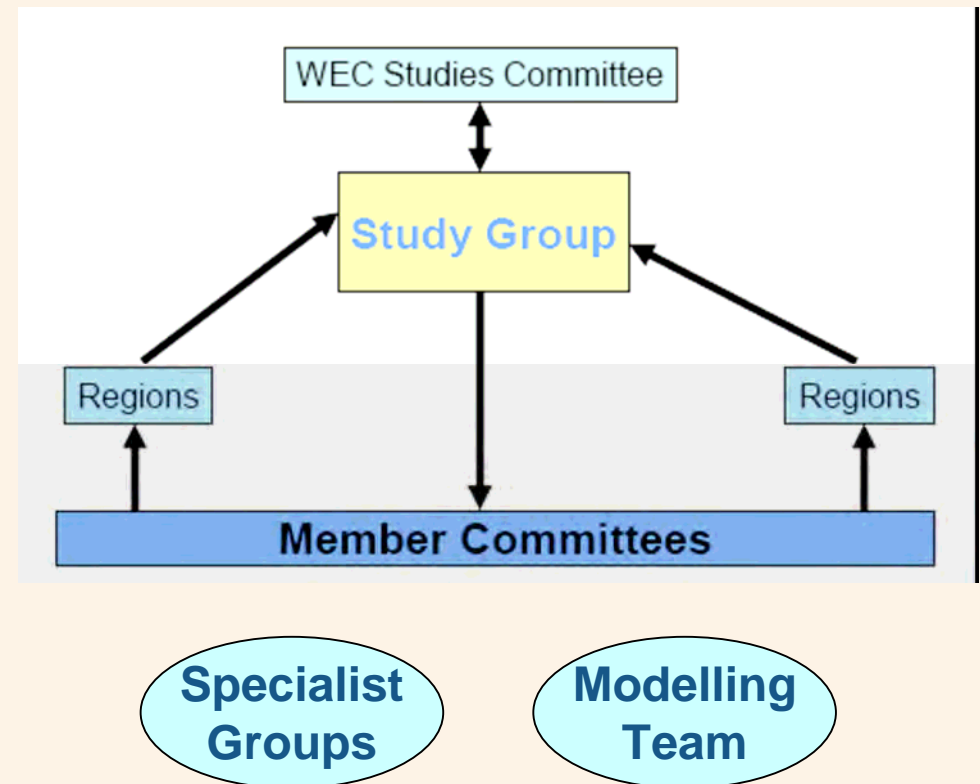 WEC Studies Committee
Study Group
Regions
Regions
Member Committees
Specialist
Groups
Modelling
Team